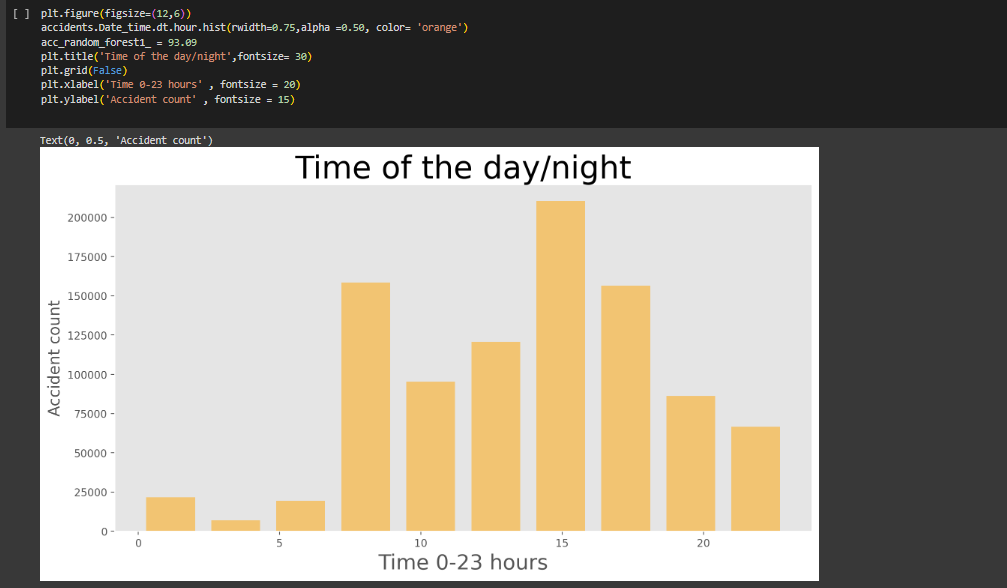 [ ] plt.figure(figsize=(12,6))
accidents.Date_time.dt.hour.hist(rwidth=0.75,alpha =0.50, color= 'orange')
acc_random_forest1_ = 93.09
plt.title('Time of the day/night',fontsize= 30)
plt.grid(False)
plt.xlabel('Time 0-23 hours' , fontsize = 20)
plt.ylabel('Accident count' , fontsize = 15)
Text(0, 0.5, 'Accident count')
Time of the day/night
200000
175000
150000
125000
100000
75000
50000
25000
0
Accident count
0 5 10 15 20
Time 0-23 hours